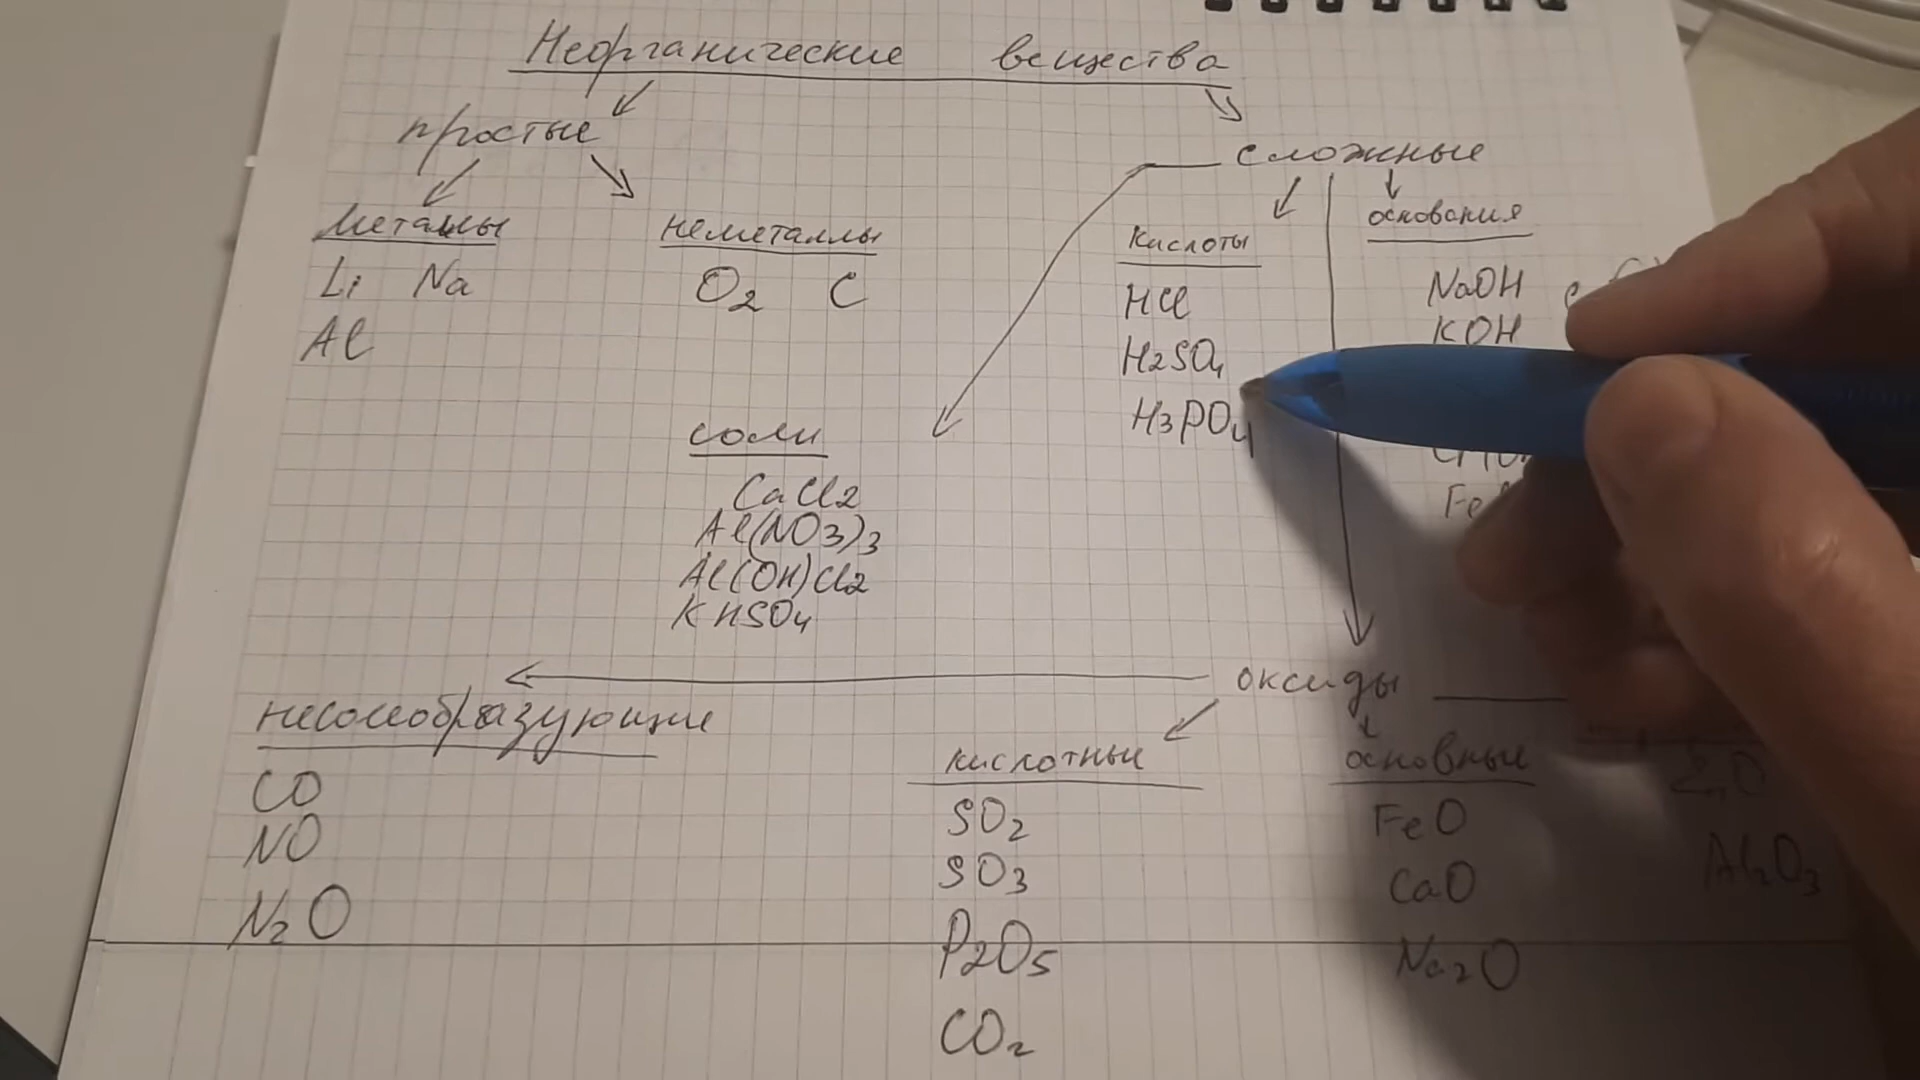 Неорганические вещества
простые
сложные
металлы
неметаллы
кислоты
основания
Li Na
Al
O2 C
HCl
H2SO4
H3PO4
NaOH
KOH
соли
CaCl2
Al(NO3)3
Al(OH)Cl2
KHSO4
оксиды
несолеобразующие
CO
NO
N2O
кислотные
SO2
SO3
P2O5
CO2
основные
FeO
CaO
Na2O
ZnO
Al2O3